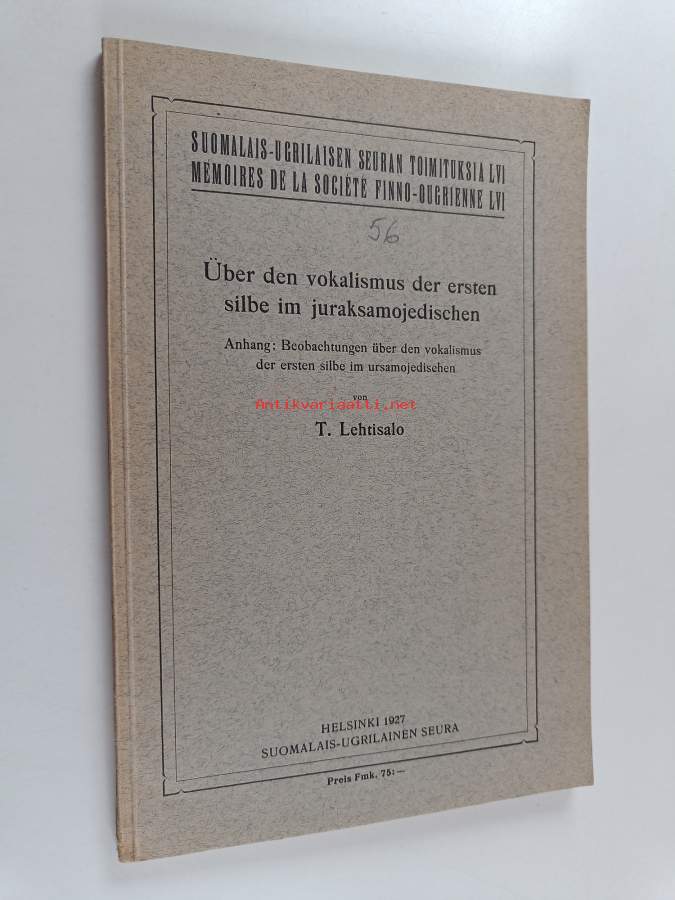 SUOMALAIS-UGRILAISEN SEURAN TOIMITUKSIA LVI
MÉMOIRES DE LA SOCIÉTÉ FINNO-OUGRIENNE LVI
56
Über den vokalismus der ersten
silbe im juraksamojedischen
Anhang: Beobachtungen über den vokalismus
der ersten silbe im ursamojedischen
von
Antikvariaatti.net
T. Lehtisalo
HELSINKI 1927
SUOMALAIS-UGRILAINEN SEURA
Preis Fmk. 75:—